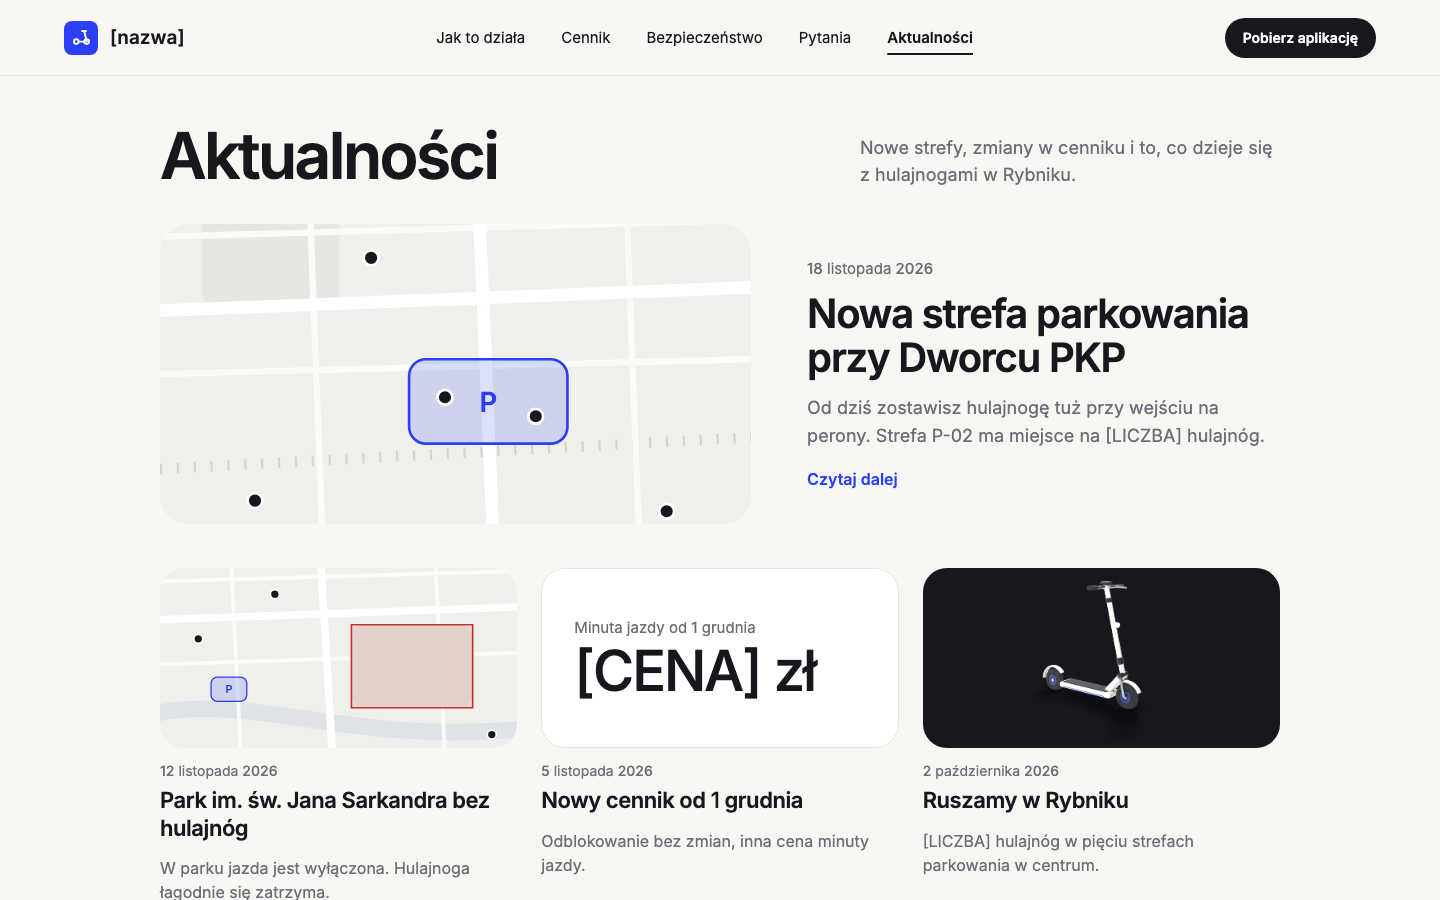 [nazwa]
Jak to działa
Cennik
Bezpieczeństwo
Pytania
Aktualności
Pobierz aplikację
Aktualności
Nowe strefy, zmiany w cenniku i to, co dzieje się
z hulajnogami w Rybniku.
P
18 listopada 2026
Nowa strefa parkowania
przy Dworcu PKP
Od dziś zostawisz hulajnogę tuż przy wejściu na
perony. Strefa P-02 ma miejsce na [LICZBA] hulajnóg.
Czytaj dalej
P
12 listopada 2026
Park im. św. Jana Sarkandra bez
hulajnóg
W parku jazda jest wyłączona. Hulajnoga
łagodnie się zatrzyma.
Minuta jazdy od 1 grudnia
[CENA] zł
5 listopada 2026
Nowy cennik od 1 grudnia
Odblokowanie bez zmian, inna cena minuty
jazdy.
2 października 2026
Ruszamy w Rybniku
[LICZBA] hulajnóg w pięciu strefach
parkowania w centrum.